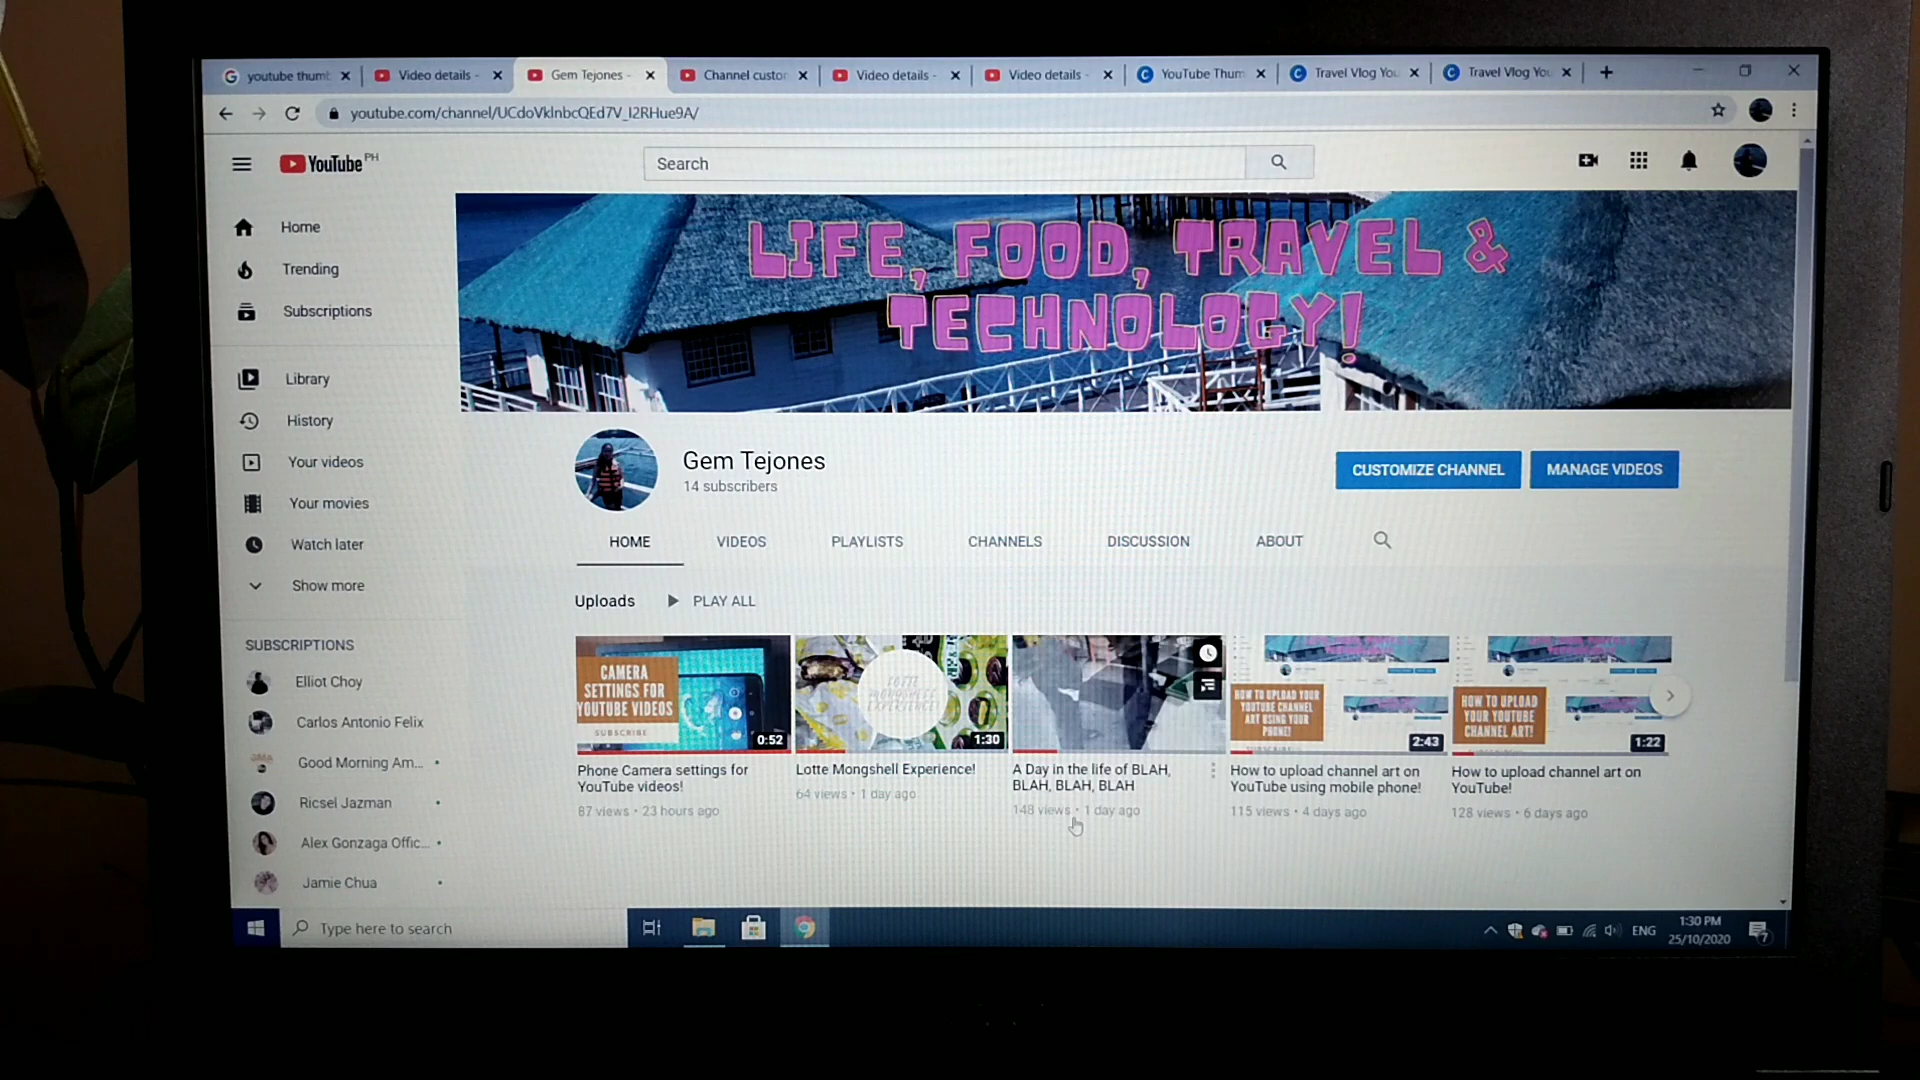 youtube thumb
Video details -
Gem Tejones -
Channel custor
Video details -
Video details -
YouTube Thum
Travel Vlog You
Travel Vlog You
youtube.com/channel/UCdoVklnbcQEd7V_I2RHue9A/
YouTube PH
Search
LIFE, FOOD, TRAVEL &
TECHNOLOGY!
Home
Trending
Subscriptions
Library
History
Your videos
Your movies
Watch later
Show more
SUBSCRIPTIONS
Elliot Choy
Carlos Antonio Felix
Good Morning Am...
Ricsel Jazman
Alex Gonzaga Offic...
Jamie Chua
Gem Tejones
14 subscribers
CUSTOMIZE CHANNEL
MANAGE VIDEOS
HOME
VIDEOS
PLAYLISTS
CHANNELS
DISCUSSION
ABOUT
Uploads
PLAY ALL
CAMERA
SETTINGS FOR
YOUTUBE VIDEOS
SUBSCRIBE
0:52
Phone Camera settings for
YouTube videos!
87 views • 23 hours ago
LOTTE
MONGSHELL
EXPERIENCE!
1:30
Lotte Mongshell Experience!
64 views • 1 day ago
A Day in the life of BLAH,
BLAH, BLAH, BLAH
148 views • 1 day ago
HOW TO UPLOAD YOUR
YOUTUBE CHANNEL
ART USING YOUR
PHONE!
2:43
How to upload channel art on
YouTube using mobile phone!
115 views • 4 days ago
HOW TO UPLOAD
YOUR YOUTUBE
CHANNEL ART!
1:22
How to upload channel art on
YouTube!
128 views • 6 days ago
Type here to search
ENG
1:30 PM
25/10/2020
7